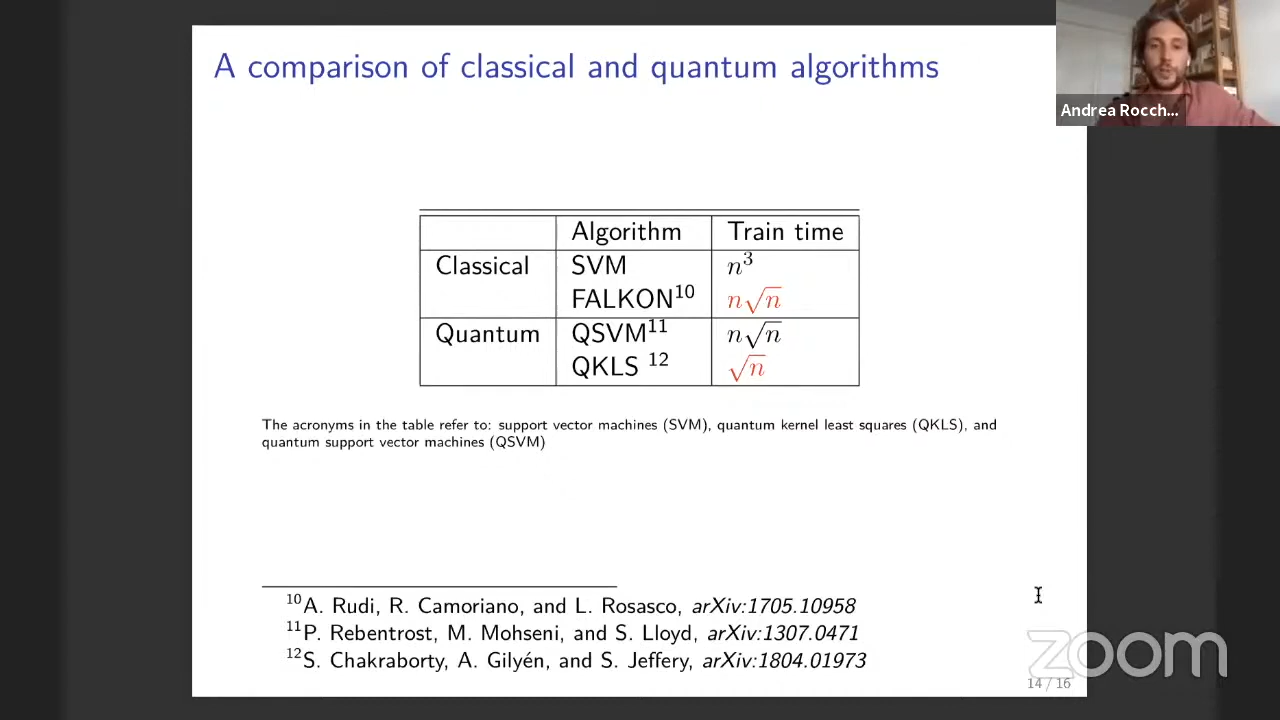 A comparison of classical and quantum algorithms
Andrea Rocch...
Algorithm Train time
Classical SVM n³
FALKON¹⁰ n√n
Quantum QSVM¹¹ n√n
QKLS ¹² √n
The acronyms in the table refer to: support vector machines (SVM), quantum kernel least squares (QKLS), and
quantum support vector machines (QSVM)
¹⁰A. Rudi, R. Camoriano, and L. Rosasco, arXiv:1705.10958
¹¹P. Rebentrost, M. Mohseni, and S. Lloyd, arXiv:1307.0471
¹²S. Chakraborty, A. Gilyén, and S. Jeffery, arXiv:1804.01973
zoom
14 / 16